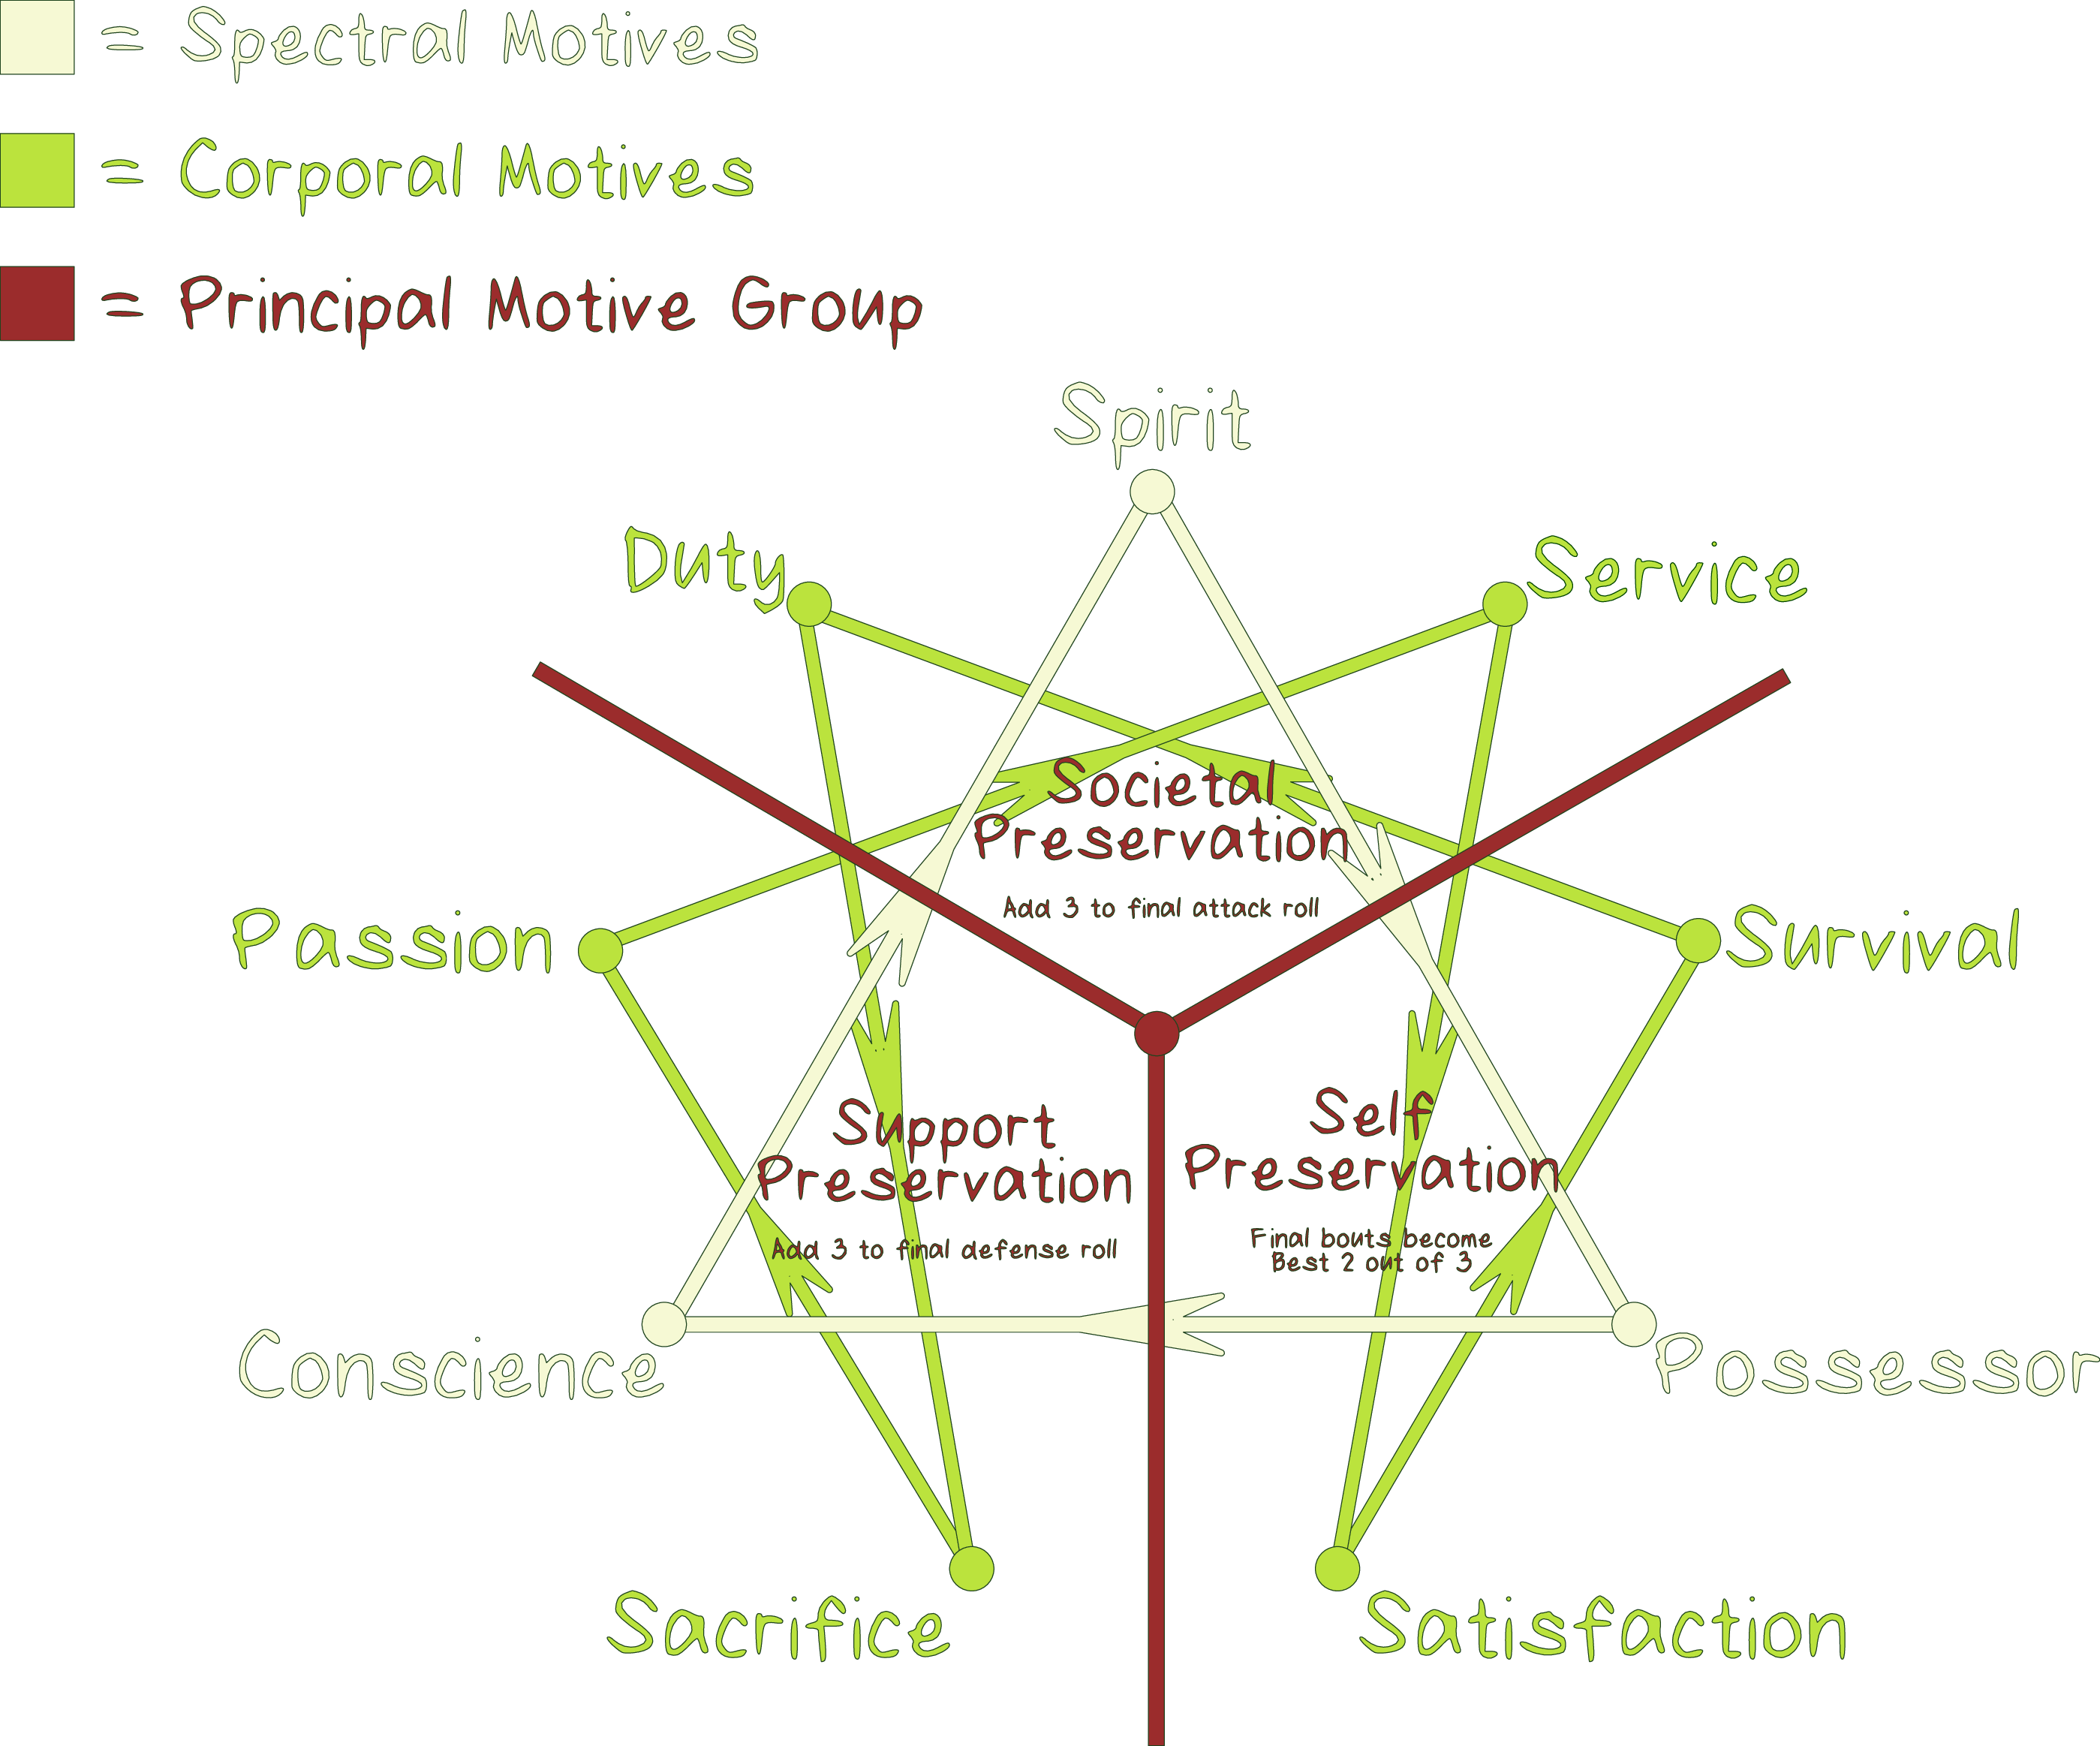 = Spectral Motives
= Corporal Motives
= Principal Motive Group
Spirit
Duty
Service
Societal
Preservation
Add 3 to final attack roll
Passion
Survival
Support
Preservation
Add 3 to final defense roll
Self
Preservation
Final bouts become
Best 2 out of 3
Conscience
Possessor
Sacrifice
Satisfaction